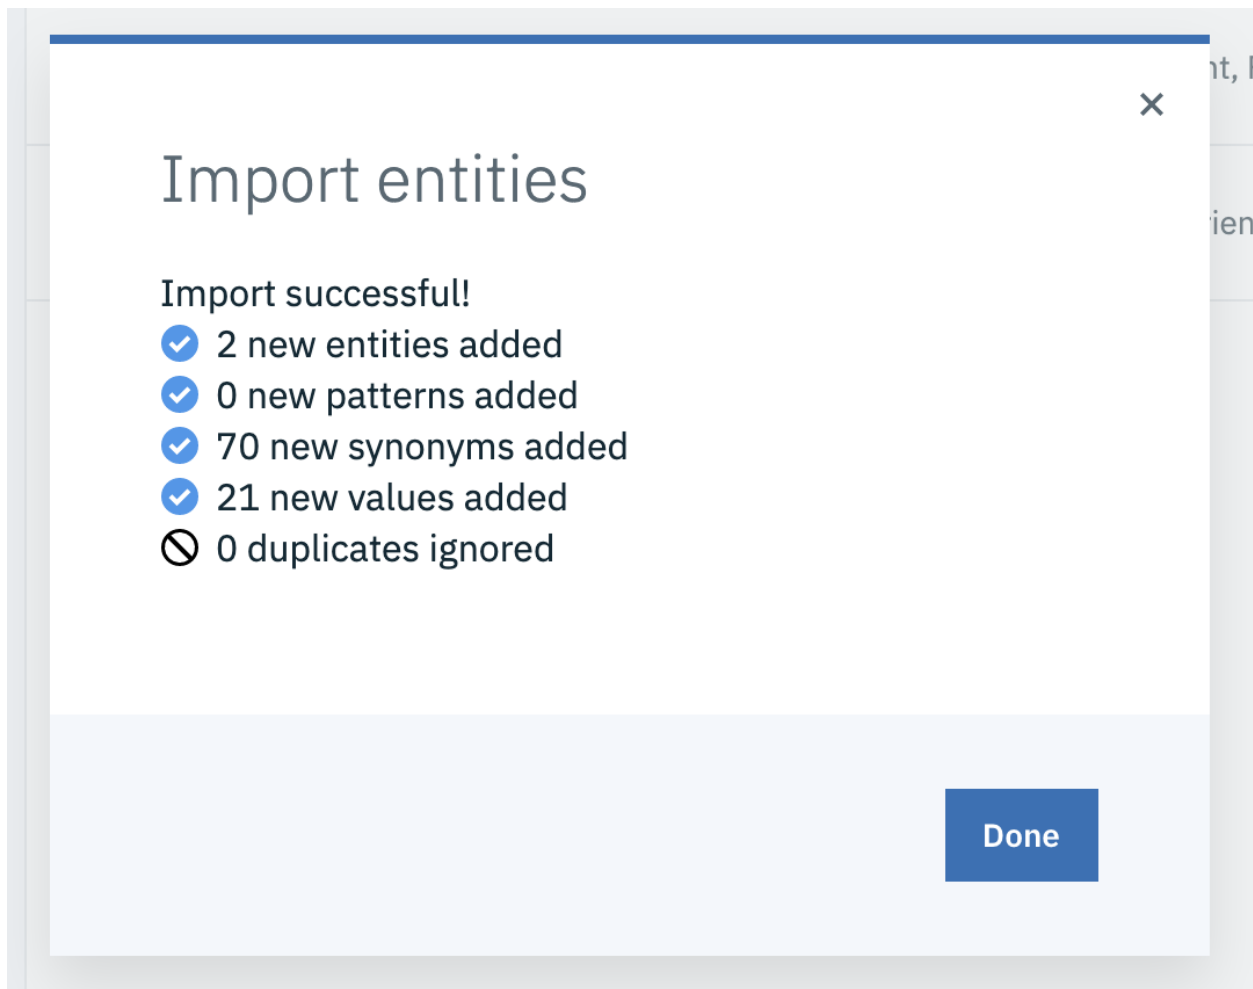 Import entities
Import successful!
2 new entities added
0 new patterns added
70 new synonyms added
21 new values added
0 duplicates ignored
Done